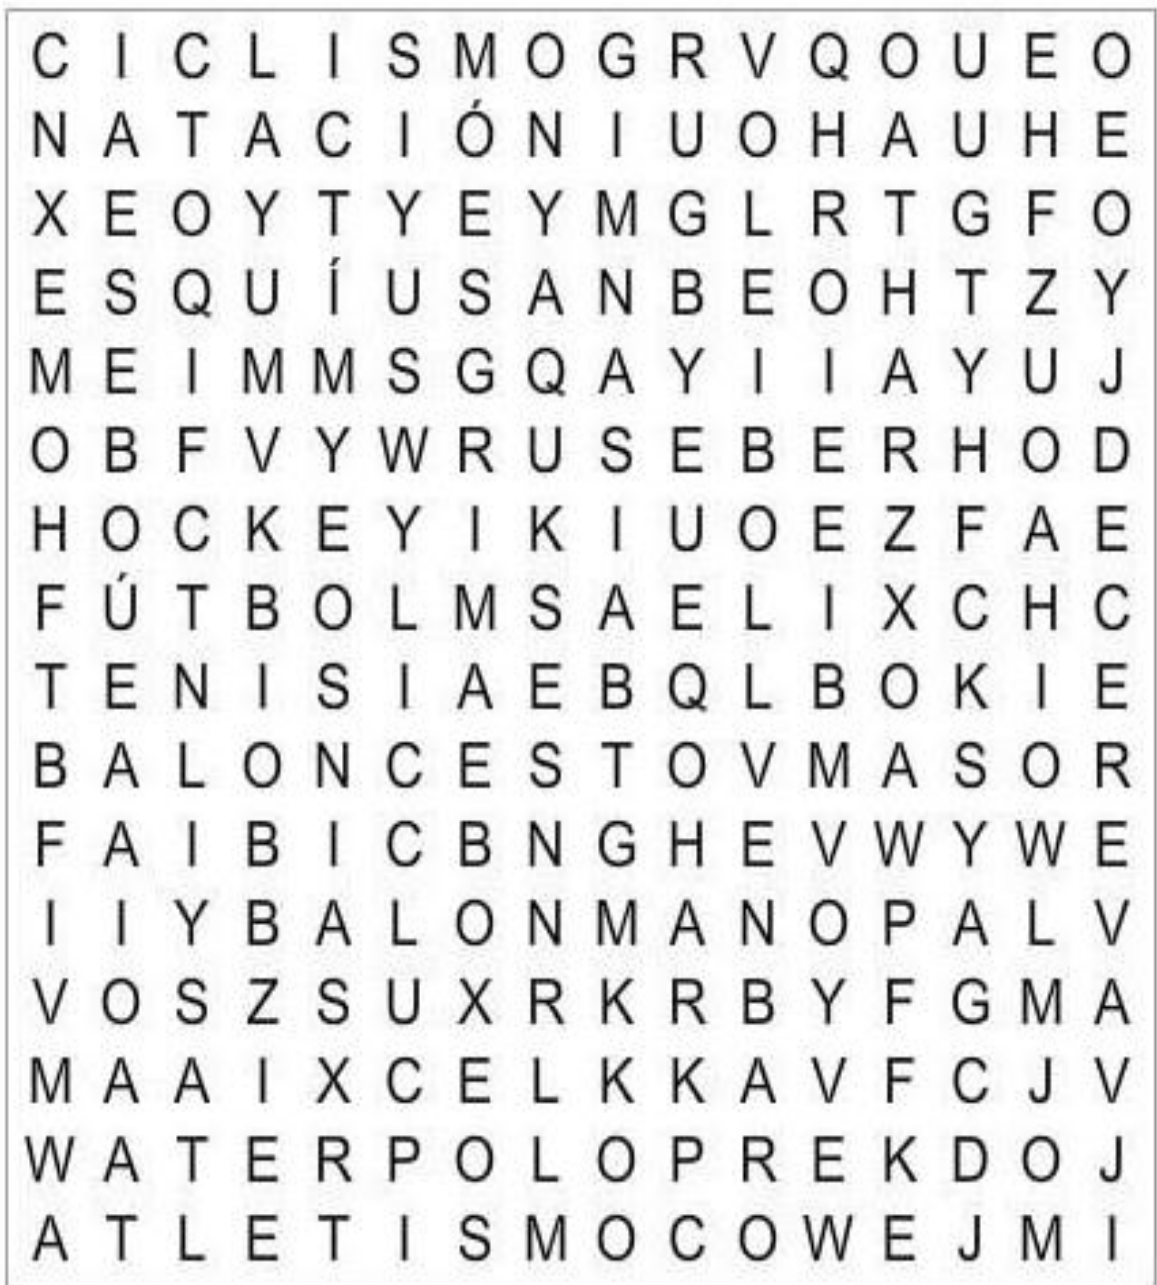 C I C L I S M O G R V Q O U E O
N A T A C I Ó N I U O H A U H E
X E O Y T Y E Y M G L R T G F O
E S Q U Í U S A N B E O H T Z Y
M E I M M S G Q A Y I I A Y U J
O B F V Y W R U S E B E R H O D
H O C K E Y I K I U O E Z F A E
F Ú T B O L M S A E L I X C H C
T E N I S I A E B Q L B O K I E
B A L O N C E S T O V M A S O R
F A I B I C B N G H E V W Y W E
I I Y B A L O N M A N O P A L V
V O S Z S U X R K R B Y F G M A
M A A I X C E L K K A V F C J V
W A T E R P O L O P R E K D O J
A T L E T I S M O C O W E J M I